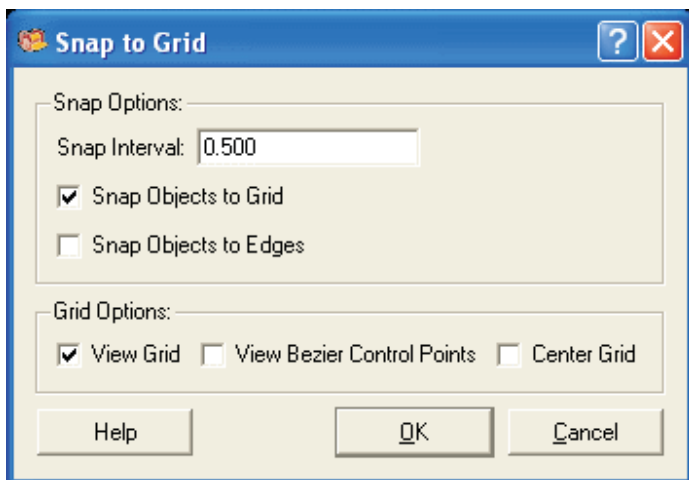 Snap to Grid
Snap Options:
Snap Interval: 0.500
Snap Objects to Grid
Snap Objects to Edges
Grid Options:
View Grid View Bezier Control Points Center Grid
Help OK Cancel